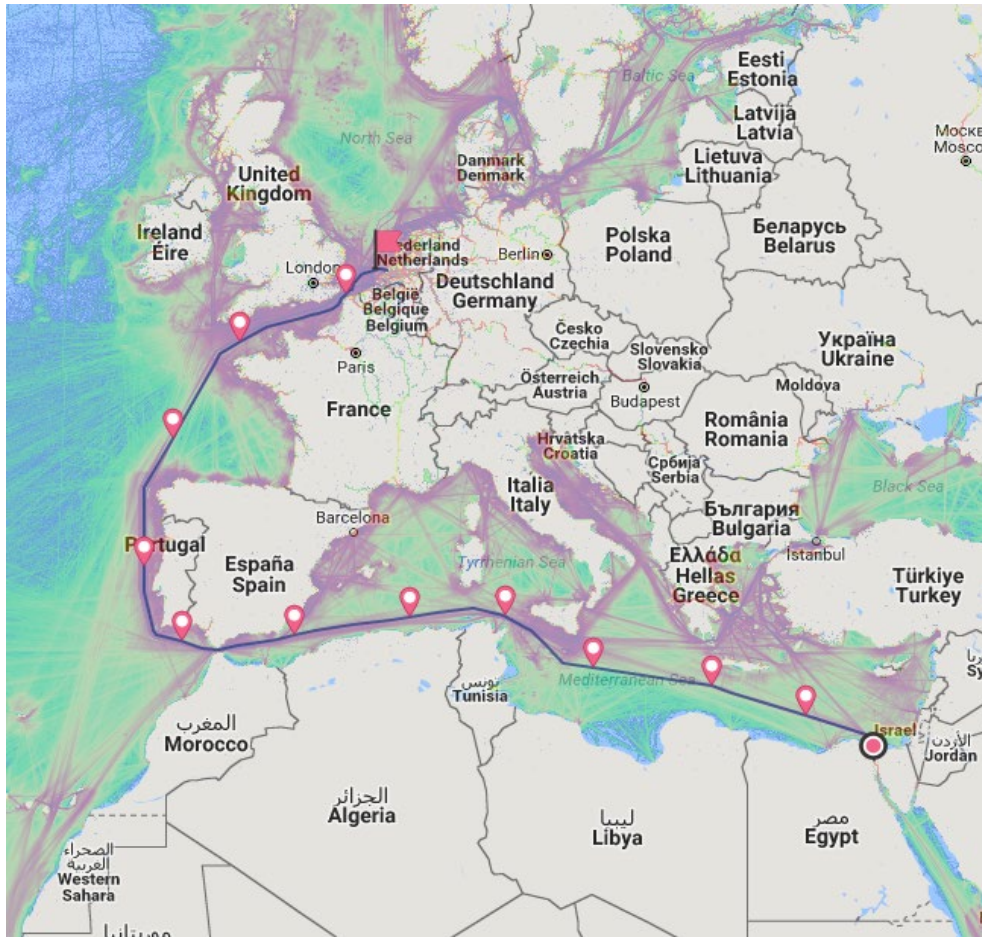 Eesti
Estonia
Baltic Sea
Latvija
Latvia
Москв
Mosco
North Sea
Danmark
Denmark
Lietuva
Lithuania
United
Kingdom
Беларусь
Belarus
Ireland
Éire
Polska
Poland
Nederland
Netherlands
Berlin
London
Deutschland
Germany
België
Belgique
Belgium
Česko
Czechia
Україна
Ukraine
Paris
Slovensko
Slovakia
Österreich
Austria
Budapest
Moldova
France
România
Romania
Hrvatska
Croatia
Србија
Serbia
Italia
Italy
Black Sea
България
Bulgaria
Barcelona
Portugal
España
Spain
Tyrrhenian Sea
İstanbul
Ελλάδα
Hellas
Greece
Türkiye
Turkey
تونس
Tunisia
Mediterranean Sea
Sy
المغرب
Morocco
Israel
الأردن
Jordan
الجزائر
Algeria
ليبيا
Libya
مصر
Egypt
الصحراء
الغربية
Western
Sahara
موريتانيا